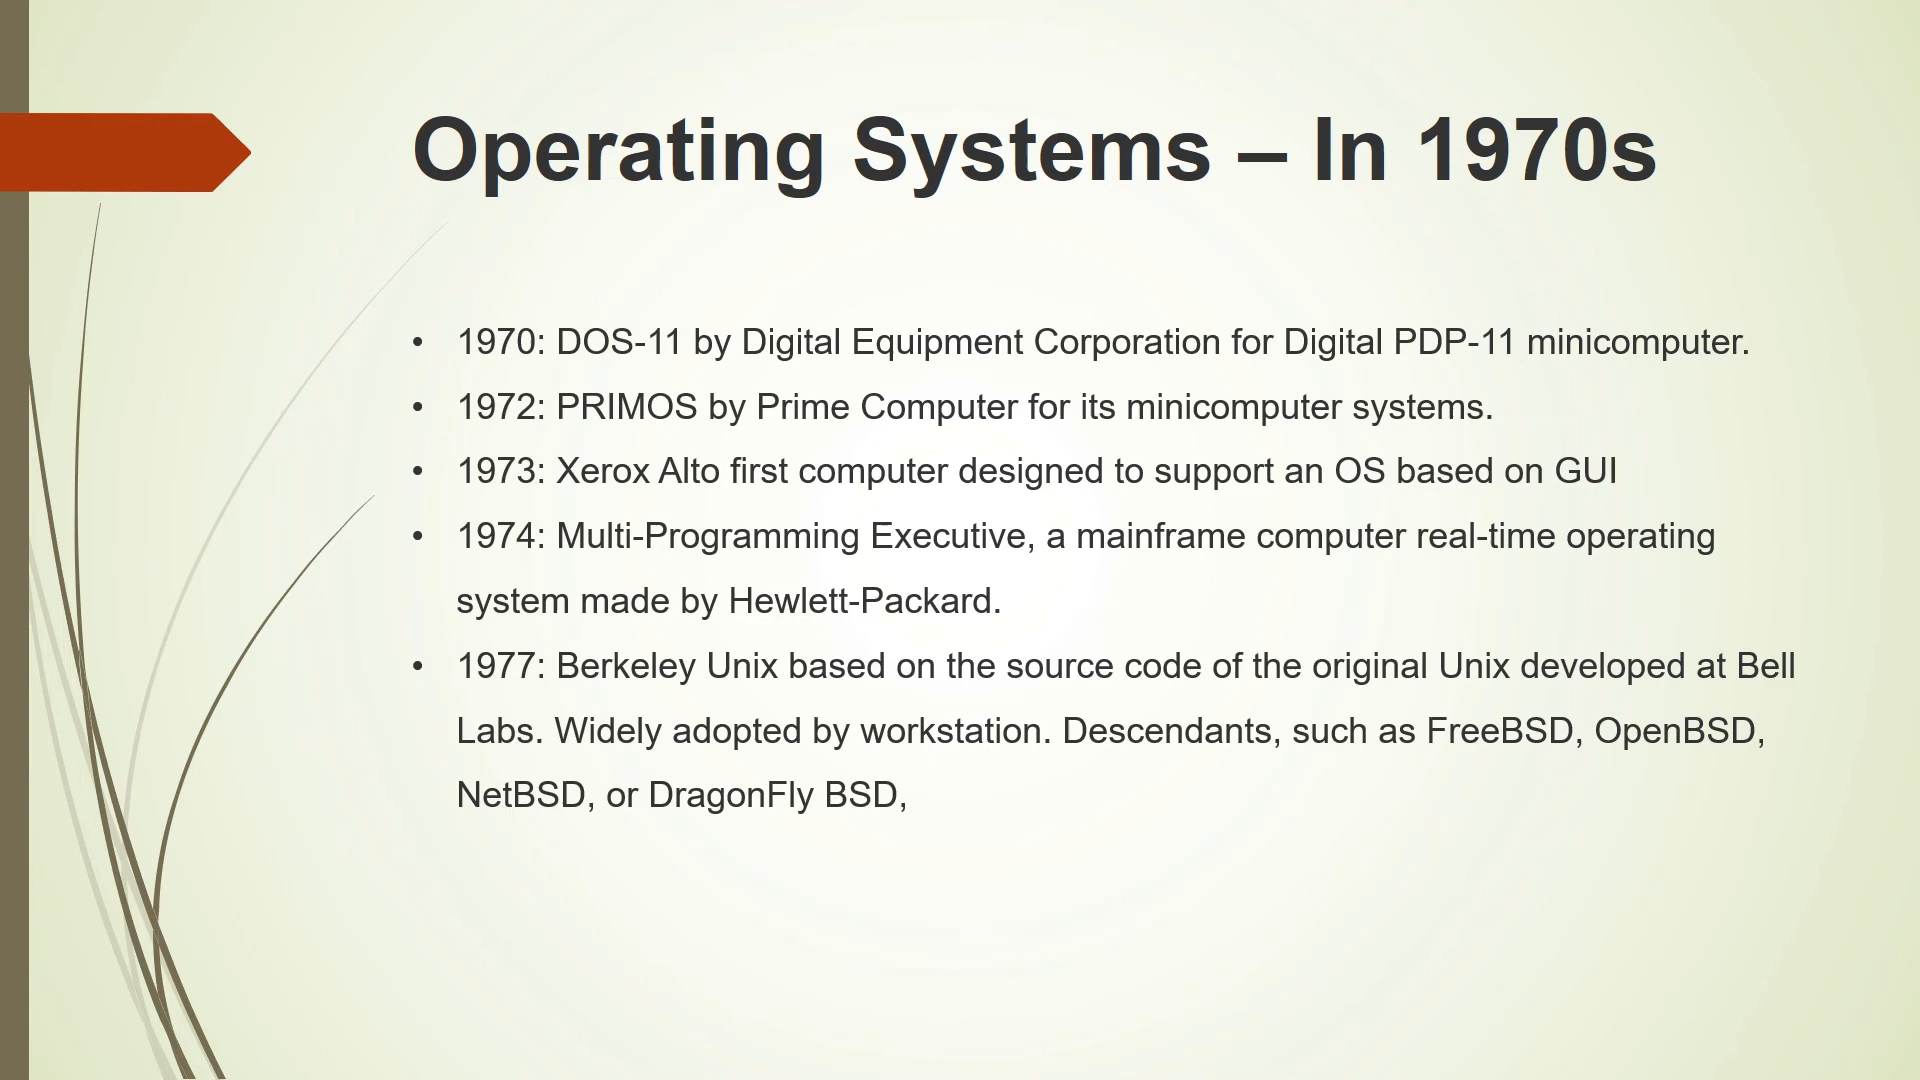 Operating Systems – In 1970s
• 1970: DOS-11 by Digital Equipment Corporation for Digital PDP-11 minicomputer.
• 1972: PRIMOS by Prime Computer for its minicomputer systems.
• 1973: Xerox Alto first computer designed to support an OS based on GUI
• 1974: Multi-Programming Executive, a mainframe computer real-time operating
system made by Hewlett-Packard.
• 1977: Berkeley Unix based on the source code of the original Unix developed at Bell
Labs. Widely adopted by workstation. Descendants, such as FreeBSD, OpenBSD,
NetBSD, or DragonFly BSD,